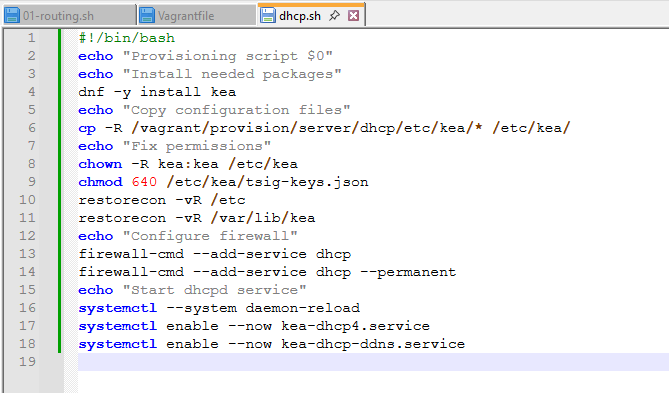 01-routing.sh Vagrantfile dhcp.sh
1 #!/bin/bash
2 echo "Provisioning script $0"
3 echo "Install needed packages"
4 dnf -y install kea
5 echo "Copy configuration files"
6 cp -R /vagrant/provision/server/dhcp/etc/kea/* /etc/kea/
7 echo "Fix permissions"
8 chown -R kea:kea /etc/kea
9 chmod 640 /etc/kea/tsig-keys.json
10 restorecon -vR /etc
11 restorecon -vR /var/lib/kea
12 echo "Configure firewall"
13 firewall-cmd --add-service dhcp
14 firewall-cmd --add-service dhcp --permanent
15 echo "Start dhcpd service"
16 systemctl --system daemon-reload
17 systemctl enable --now kea-dhcp4.service
18 systemctl enable --now kea-dhcp-ddns.service
19